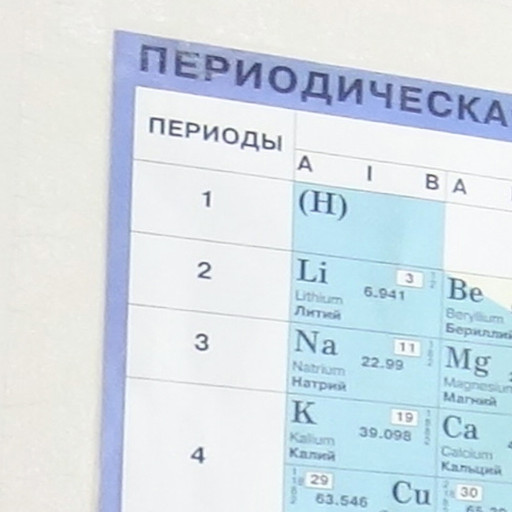 ПЕРИОДИЧЕСКА
ПЕРИОДЫ
A I B A
1 (H)
2 Li 3 Be
Lithium 6.941 Beryllium
Литий Бериллий
3 Na 11 Mg
Natrium 22.99 Magnesium
Натрий Магний
4 K 19 Ca
Kalium 39.098 Calcium
Калий Кальций
29 Cu 30
63.546